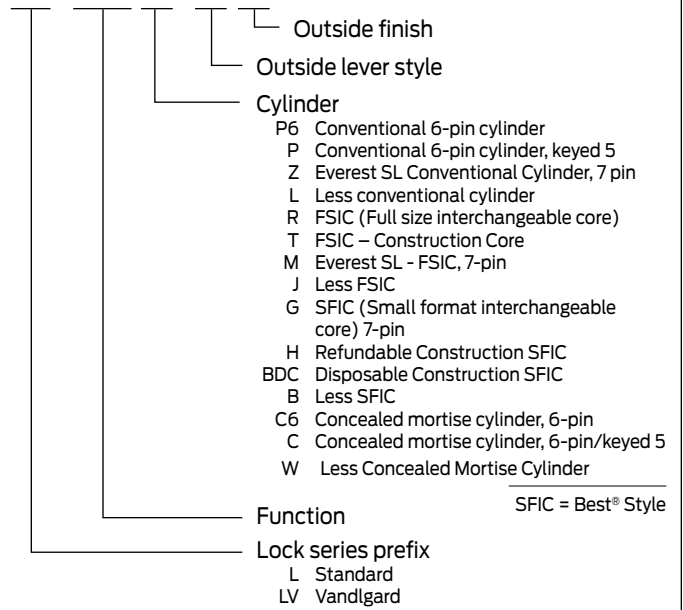 Outside finish
Outside lever style
Cylinder
P6 Conventional 6-pin cylinder
P Conventional 6-pin cylinder, keyed 5
Z Everest SL Conventional Cylinder, 7 pin
L Less conventional cylinder
R FSIC (Full size interchangeable core)
T FSIC – Construction Core
M Everest SL - FSIC, 7-pin
J Less FSIC
G SFIC (Small format interchangeable
core) 7-pin
H Refundable Construction SFIC
BDC Disposable Construction SFIC
B Less SFIC
C6 Concealed mortise cylinder, 6-pin
C Concealed mortise cylinder, 6-pin/keyed 5
W Less Concealed Mortise Cylinder
SFIC = Best® Style
Function
Lock series prefix
L Standard
LV Vandlgard